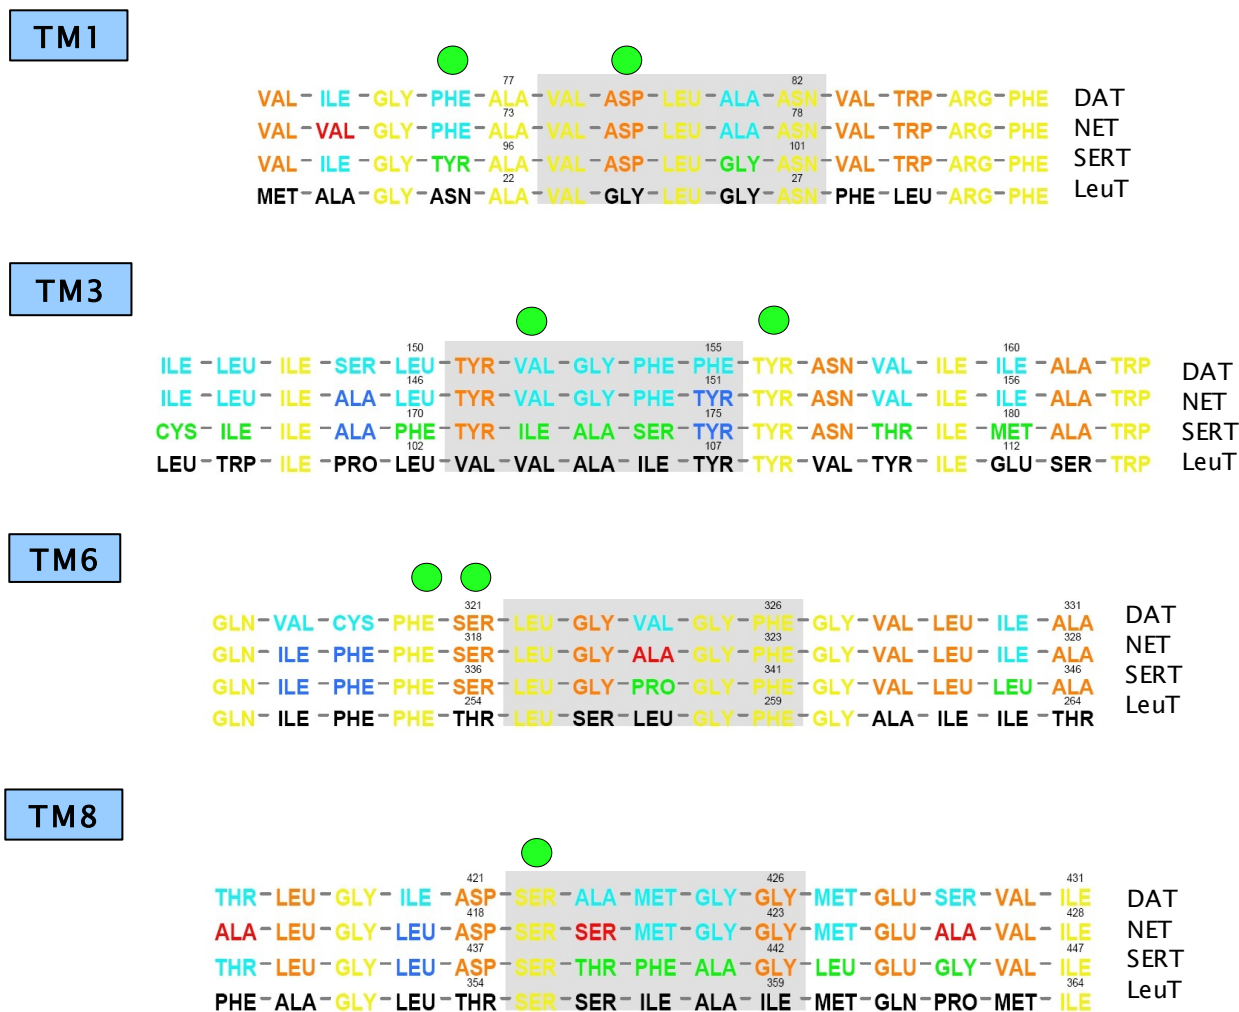 TM1
77 82
VAL-ILE-GLY-PHE-ALA-VAL-ASP-LEU-ALA-ASN-VAL-TRP-ARG-PHE DAT
73 78
VAL-VAL-GLY-PHE-ALA-VAL-ASP-LEU-ALA-ASN-VAL-TRP-ARG-PHE NET
96 101
VAL-ILE-GLY-TYR-ALA-VAL-ASP-LEU-GLY-ASN-VAL-TRP-ARG-PHE SERT
22 27
MET-ALA-GLY-ASN-ALA-VAL-GLY-LEU-GLY-ASN-PHE-LEU-ARG-PHE LeuT
TM3
150 155 160
ILE-LEU-ILE-SER-LEU-TYR-VAL-GLY-PHE-PHE-TYR-ASN-VAL-ILE-ILE-ALA-TRP DAT
146 151 156
ILE-LEU-ILE-ALA-LEU-TYR-VAL-GLY-PHE-TYR-TYR-ASN-VAL-ILE-ILE-ALA-TRP NET
170 175 180
CYS-ILE-ILE-ALA-PHE-TYR-ILE-ALA-SER-TYR-TYR-ASN-THR-ILE-MET-ALA-TRP SERT
102 107 112
LEU-TRP-ILE-PRO-LEU-VAL-VAL-ALA-ILE-TYR-TYR-VAL-TYR-ILE-GLU-SER-TRP LeuT
TM6
321 326 331
GLN-VAL-CYS-PHE-SER-LEU-GLY-VAL-GLY-PHE-GLY-VAL-LEU-ILE-ALA DAT
318 323 328
GLN-ILE-PHE-PHE-SER-LEU-GLY-ALA-GLY-PHE-GLY-VAL-LEU-ILE-ALA NET
336 341 346
GLN-ILE-PHE-PHE-SER-LEU-GLY-PRO-GLY-PHE-GLY-VAL-LEU-LEU-ALA SERT
254 259 264
GLN-ILE-PHE-PHE-THR-LEU-SER-LEU-GLY-PHE-GLY-ALA-ILE-ILE-THR LeuT
TM8
421 426 431
THR-LEU-GLY-ILE-ASP-SER-ALA-MET-GLY-GLY-MET-GLU-SER-VAL-ILE DAT
418 423 428
ALA-LEU-GLY-LEU-ASP-SER-SER-MET-GLY-GLY-MET-GLU-ALA-VAL-ILE NET
437 442 447
THR-LEU-GLY-LEU-ASP-SER-THR-PHE-ALA-GLY-LEU-GLU-GLY-VAL-ILE SERT
354 359 364
PHE-ALA-GLY-LEU-THR-SER-SER-ILE-ALA-ILE-MET-GLN-PRO-MET-ILE LeuT